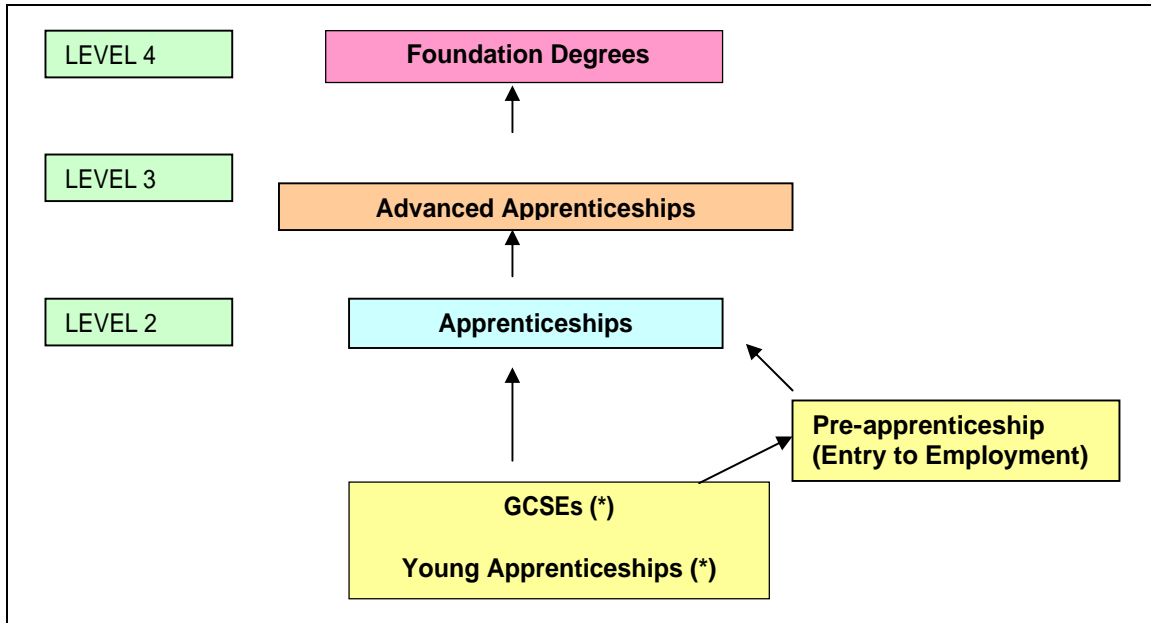 LEVEL 4
Foundation Degrees
LEVEL 3
Advanced Apprenticeships
LEVEL 2
Apprenticeships
Pre-apprenticeship
(Entry to Employment)
GCSEs (*)
Young Apprenticeships (*)